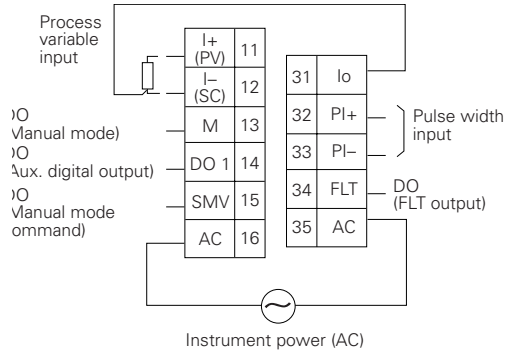 Process
variable
input
I+
(PV)
11
I–
(SC)
12
M
13
DO 1
14
SMV
15
AC
16
31
Io
32
PI+
33
PI–
34
FLT
35
AC
Pulse width
input
DO
(FLT output)
Manual mode)
Aux. digital output)
Manual mode
Instrument power (AC)